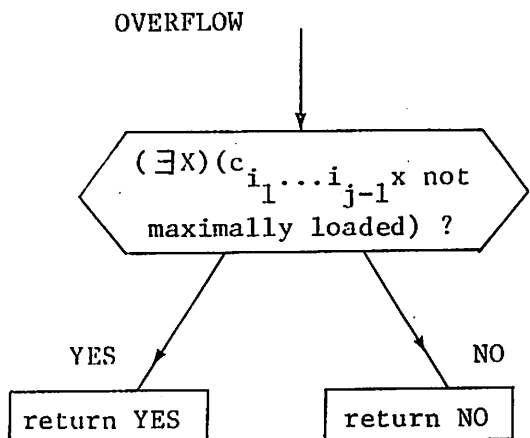 OVERFLOW
(∃X)(c_{i_1...i_{j-1}x} not
maximally loaded) ?
YES
NO
return YES
return NO